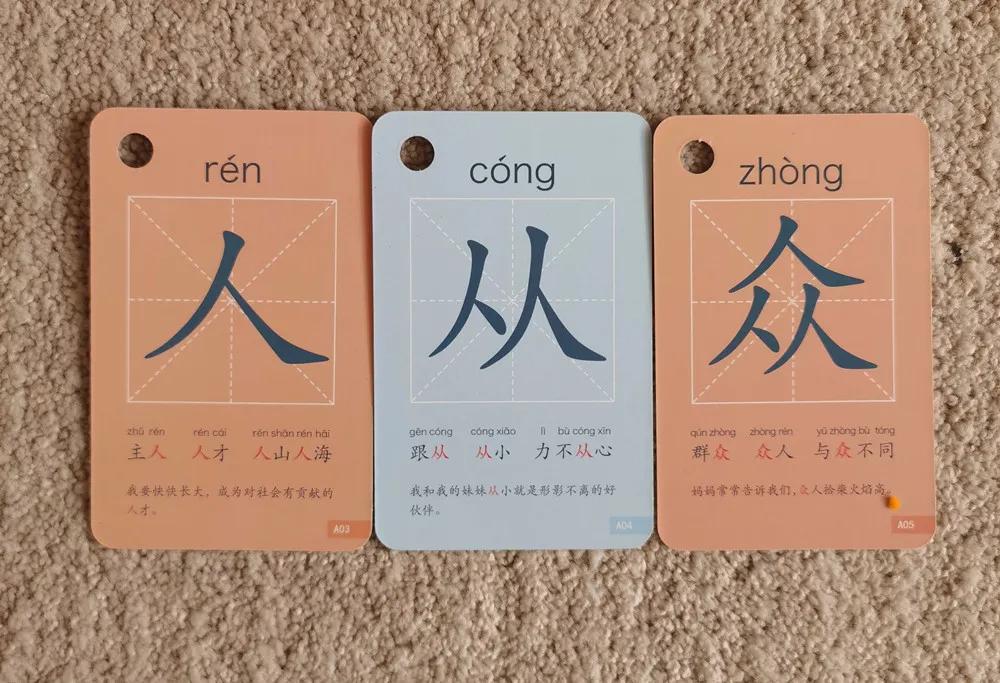 rén
人
zhǔ rén rén cái rén shān rén hǎi
主人 人才 人山人海
我要快快长大，成为对社会有贡献的
人才。
A03
cóng
从
gēn cóng cóng xiǎo lì bù cóng xīn
跟从 从小 力不从心
我和我的妹妹从小就是形影不离的好
伙伴。
A04
zhòng
众
qún zhòng zhòng rén yǔ zhòng bù tóng
群众 众人 与众不同
妈妈常常告诉我们，众人拾柴火焰高。
A05